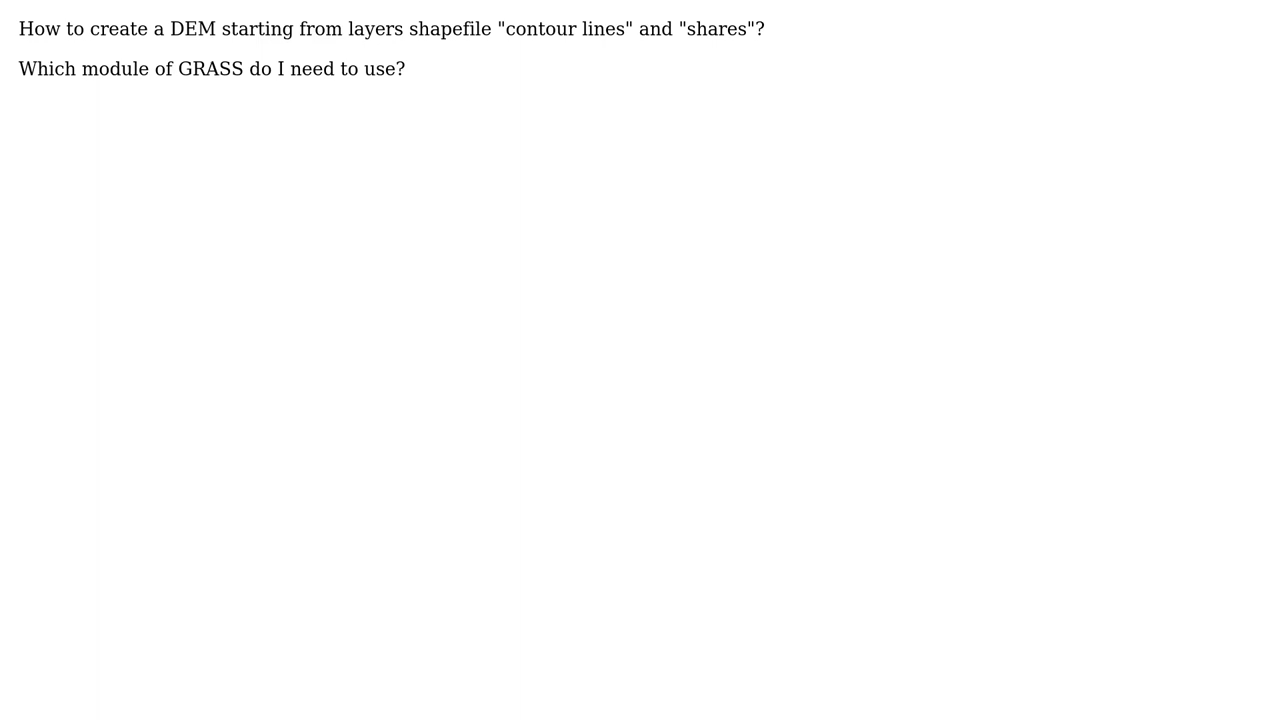 How to create a DEM starting from layers shapefile "contour lines" and "shares"?
Which module of GRASS do I need to use?